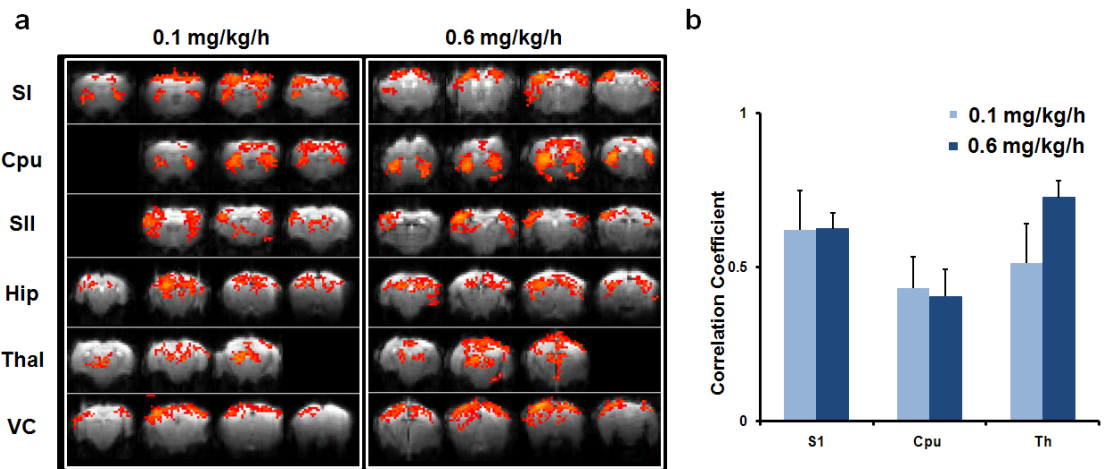 a
0.1 mg/kg/h 0.6 mg/kg/h
SI
Cpu
SII
Hip
Thal
VC
b
1
0.1 mg/kg/h
0.6 mg/kg/h
0.5
0
Correlation Coefficient
S1 Cpu Th